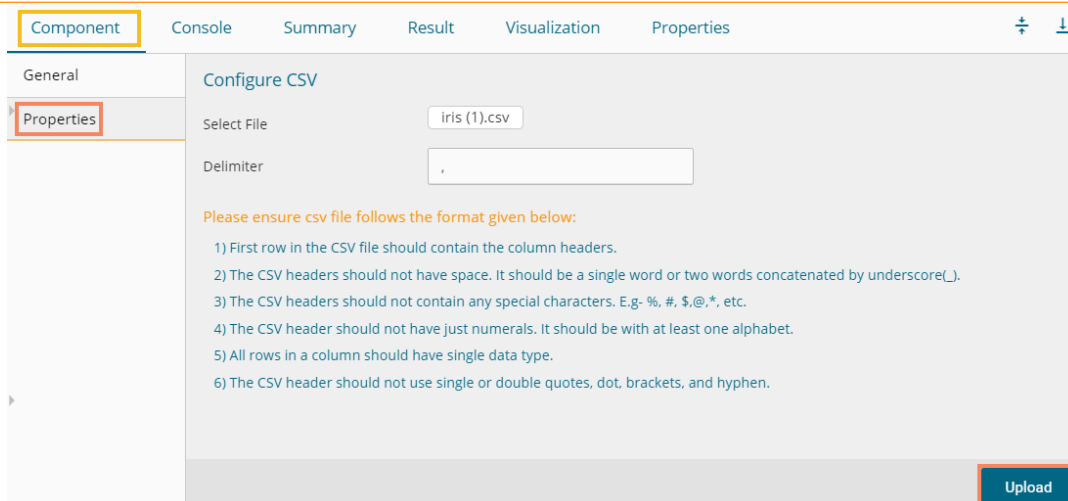 Component Console Summary Result Visualization Properties
General
Properties
Configure CSV
Select File iris (1).csv
Delimiter ,
Please ensure csv file follows the format given below:
1) First row in the CSV file should contain the column headers.
2) The CSV headers should not have space. It should be a single word or two words concatenated by underscore(_).
3) The CSV headers should not contain any special characters. E.g- %, #, $,@,*, etc.
4) The CSV header should not have just numerals. It should be with at least one alphabet.
5) All rows in a column should have single data type.
6) The CSV header should not use single or double quotes, dot, brackets, and hyphen.
Upload